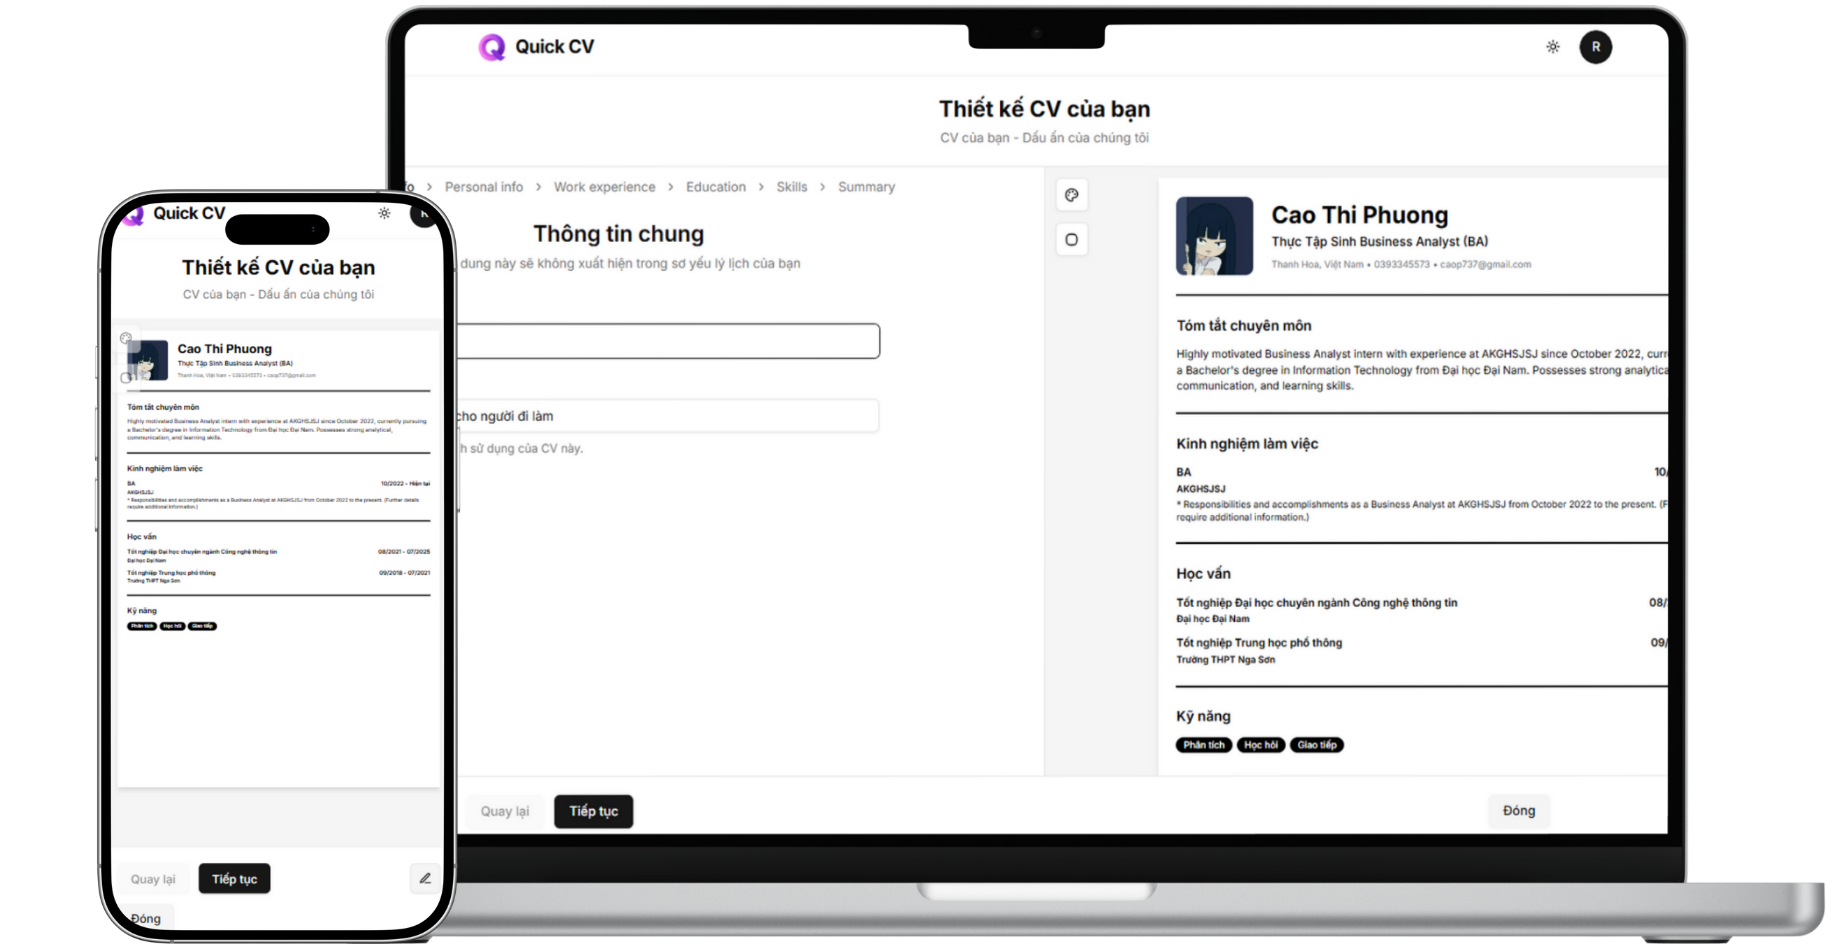 Quick CV
R
Thiết kế CV của bạn
CV của bạn - Dấu ấn của chúng tôi
Personal info > Work experience > Education > Skills > Summary
Thông tin chung
dung này sẽ không xuất hiện trong sơ yếu lý lịch của bạn
cho người đi làm
sử dụng của CV này.
Quay lại
Tiếp tục
Cao Thi Phuong
Thực Tập Sinh Business Analyst (BA)
Thanh Hoa, Việt Nam • 0393345573 • caop737@gmail.com
Tóm tắt chuyên môn
Highly motivated Business Analyst intern with experience at AKGHSJSJ since October 2022,
a Bachelor's degree in Information Technology from Đại học Đại Nam. Possesses strong
communication, and learning skills.
Kinh nghiệm làm việc
BA 10/
AKGHSJSJ
* Responsibilities and accomplishments as a Business Analyst at AKGHSJSJ from October 2022 to the present. (F
require additional information.)
Học vấn
Tốt nghiệp Đại học chuyên ngành Công nghệ thông tin 08/
Đại học Đại Nam
Tốt nghiệp Trung học phổ thông 09/
Trường THPT Nga Sơn
Kỹ năng
Phân tích Học hỏi Giao tiếp
Đóng
Quick CV
Thiết kế CV của bạn
CV của bạn - Dấu ấn của chúng tôi
Cao Thi Phuong
Thực Tập Sinh Business Analyst (BA)
Thanh Hoa, Việt Nam • 0393345573 • caop737@gmail.com
Tóm tắt chuyên môn
Highly motivated Business Analyst intern with experience at AKGHSJSJ since October 2022, currently pursuing
a Bachelor's degree in Information Technology from Đại học Đại Nam. Possesses strong analytical,
communication, and learning skills.
Kinh nghiệm làm việc
BA 10/2022 - Hiện tại
AKGHSJSJ
* Responsibilities and accomplishments as a Business Analyst at AKGHSJSJ from October 2022 to the present. (Further details
require additional information.)
Học vấn
Tốt nghiệp Đại học chuyên ngành Công nghệ thông tin 08/2021 - 07/2025
Đại học Đại Nam
Tốt nghiệp Trung học phổ thông 09/2018 - 07/2021
Trường THPT Nga Sơn
Kỹ năng
Phân tích Học hỏi Giao tiếp
Quay lại
Tiếp tục
Đóng